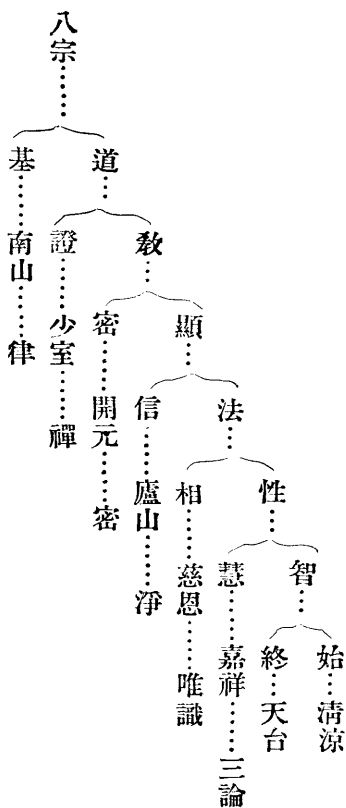 八宗………
道…
基……南山……律
教…
證……少室……禪
顯…
密……開元……密
法…
信……廬山……淨
性…
相……慈恩……唯識
智…
慧……嘉祥……三論
始…清涼
終…天台